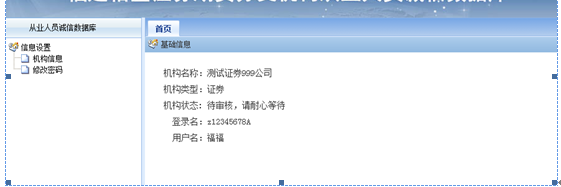 从业人员诚信数据库
首页
信息设置
机构信息
修改密码
基础信息
机构名称：测试证券999公司
机构类型：证券
机构状态：待审核，请耐心等待
登录名：z12345678A
用户名：福福